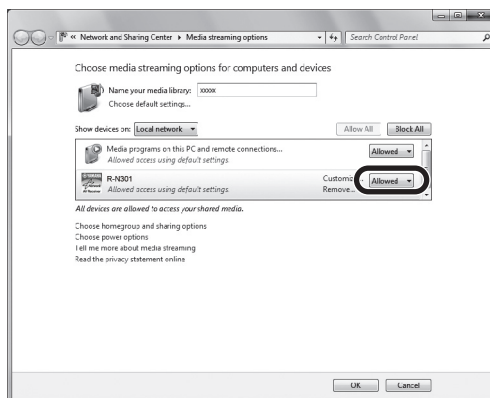 « Network and Sharing Center ▸ Media streaming options
Search Control Panel
Choose media streaming options for computers and devices
Name your media library: xxxxx
Choose default settings...
Show devices on: Local network
Allow All Block All
Media programs on this PC and remote connections...
Allowed access using default settings.
Allowed
R-N301
Allowed access using default settings.
Customize...
Remove...
Allowed
All devices are allowed to access your shared media.
Choose homegroup and sharing options
Choose power options
Tell me more about media streaming
Read the privacy statement online
OK Cancel